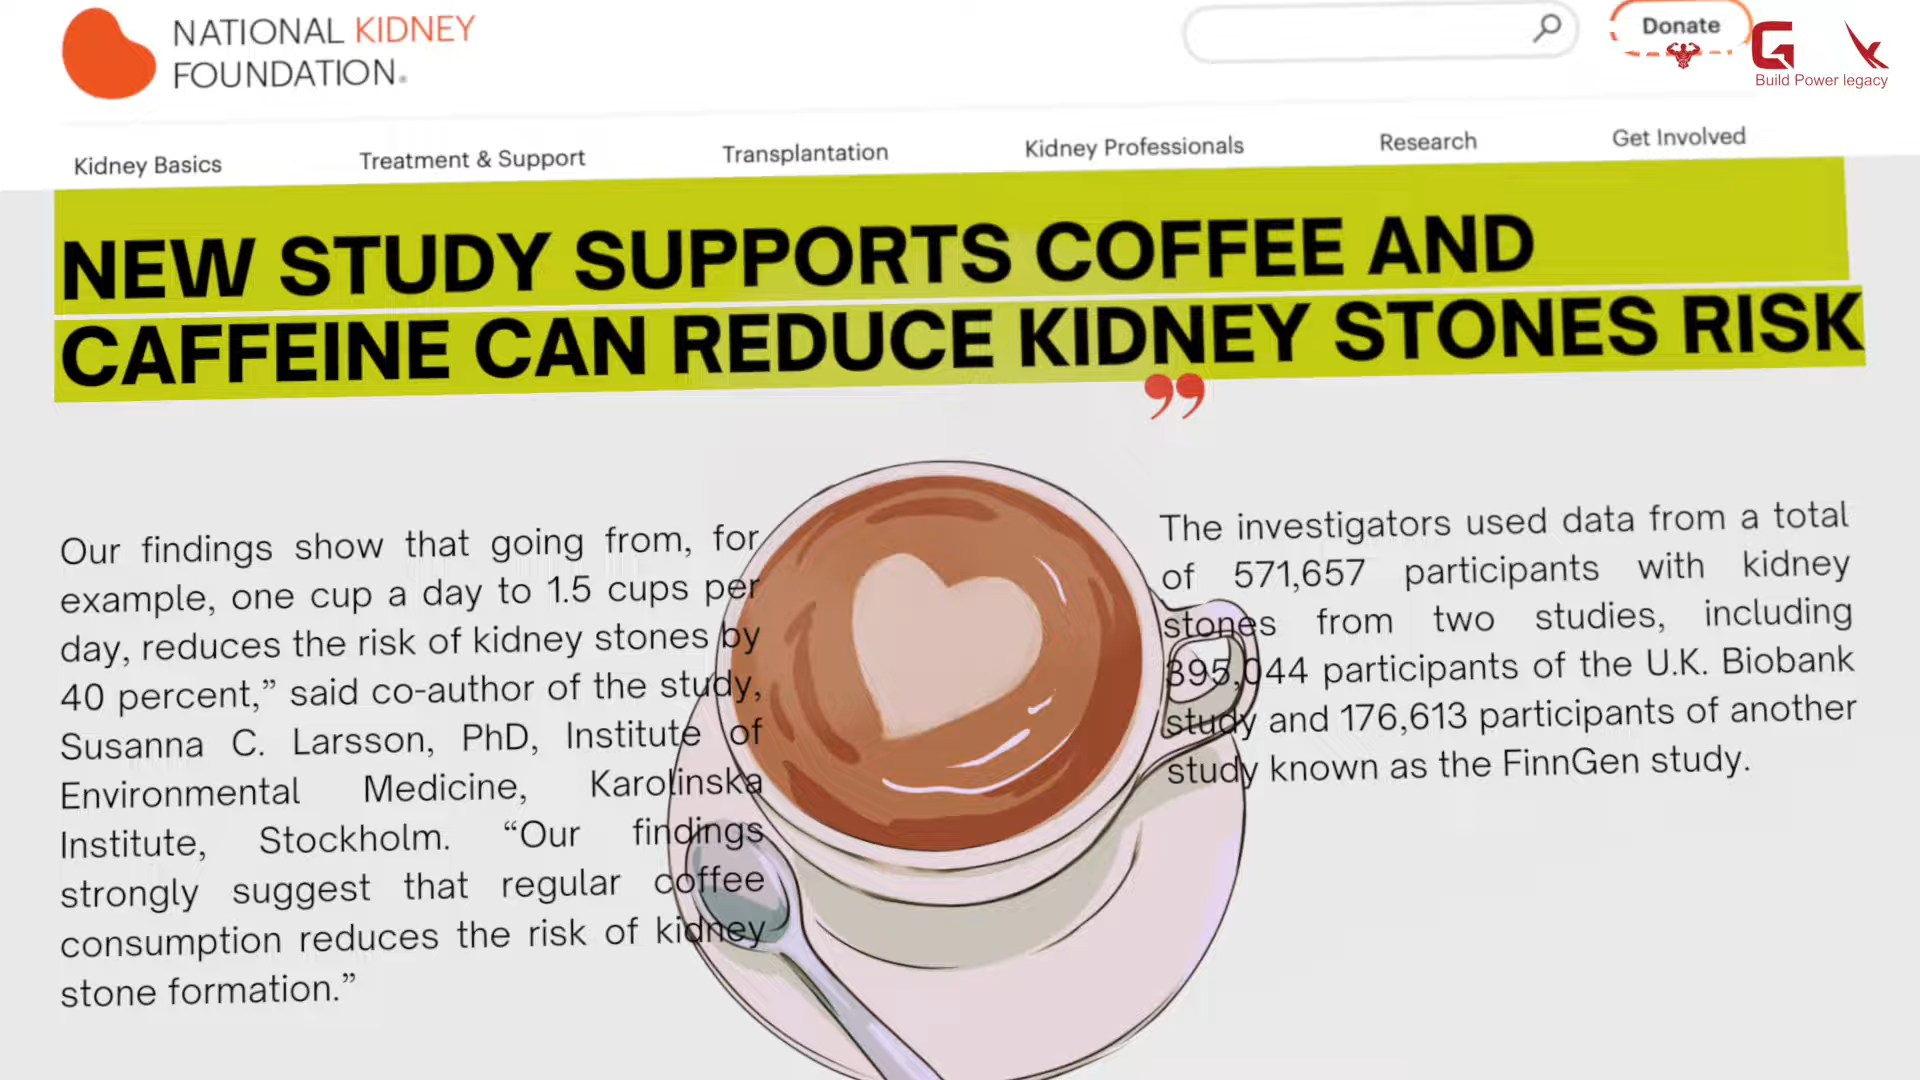 NATIONAL KIDNEY
FOUNDATION®
Donate
Build Power legacy
Kidney Basics
Treatment & Support
Transplantation
Kidney Professionals
Research
Get Involved
NEW STUDY SUPPORTS COFFEE AND
CAFFEINE CAN REDUCE KIDNEY STONES RISK
”
Our findings show that going from, for
example, one cup a day to 1.5 cups per
day, reduces the risk of kidney stones by
40 percent,” said co-author of the study,
Susanna C. Larsson, PhD, Institute of
Environmental Medicine, Karolinska
Institute, Stockholm. “Our findings
strongly suggest that regular coffee
consumption reduces the risk of kidney
stone formation.”
The investigators used data from a total
of 571,657 participants with kidney
stones from two studies, including
395,044 participants of the U.K. Biobank
study and 176,613 participants of another
study known as the FinnGen study.